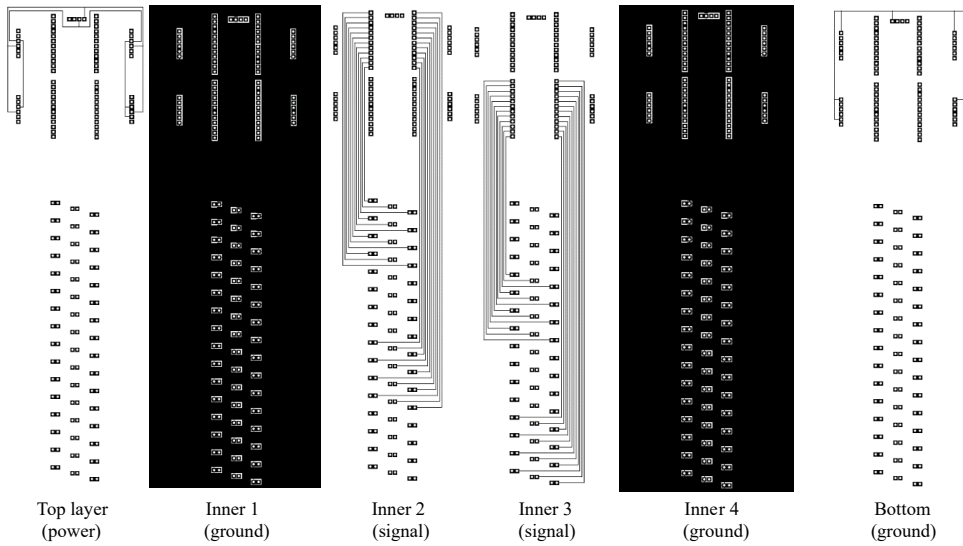 Top layer
(power)
Inner 1
(ground)
Inner 2
(signal)
Inner 3
(signal)
Inner 4
(ground)
Bottom
(ground)